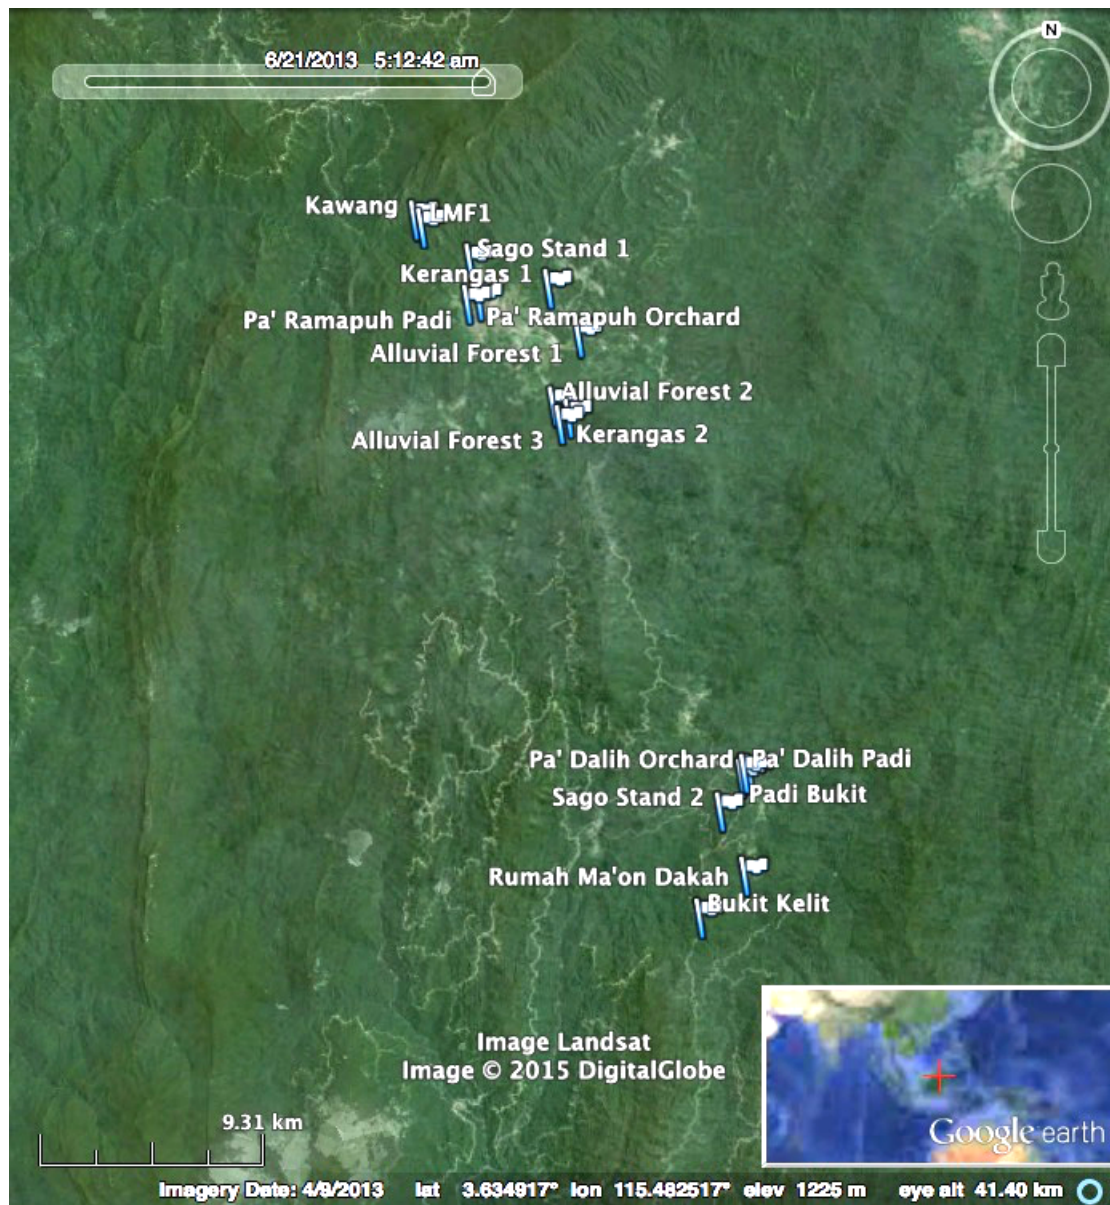 6/21/2013 5:12:42 am
N
Kawang
LMF1
Sago Stand 1
Kerangas 1
Pa' Ramapuh Padi
Pa' Ramapuh Orchard
Alluvial Forest 1
Alluvial Forest 2
Alluvial Forest 3
Kerangas 2
Pa' Dalih Orchard
Pa' Dalih Padi
Sago Stand 2
Padi Bukit
Rumah Ma'on Dakah
Bukit Kelit
Image Landsat
Image © 2015 DigitalGlobe
9.31 km
Google earth
Imagery Date: 4/9/2013 lat 3.634917° lon 115.482517° elev 1225 m eye alt 41.40 km